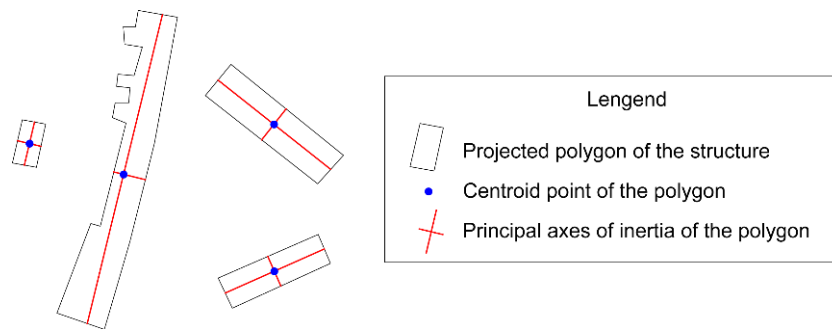 Lengend
Projected polygon of the structure
Centroid point of the polygon
Principal axes of inertia of the polygon